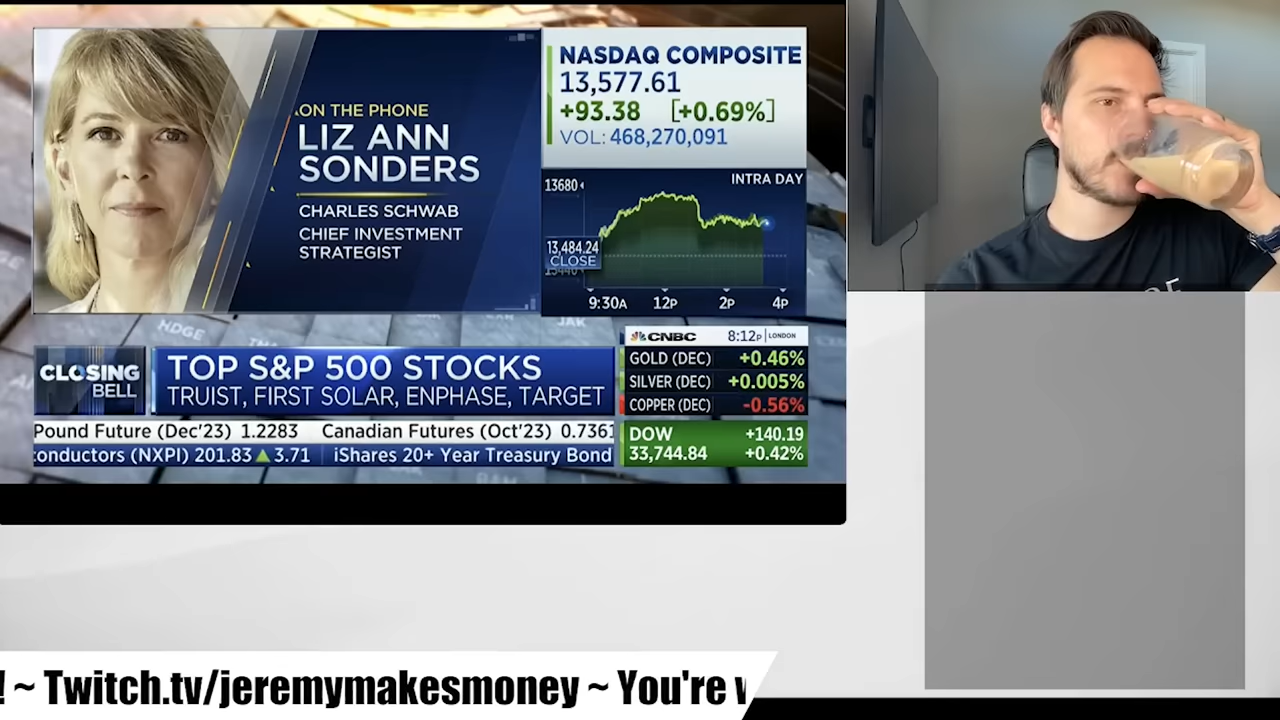 ON THE PHONE
LIZ ANN
SONDERS
CHARLES SCHWAB
CHIEF INVESTMENT
STRATEGIST
NASDAQ COMPOSITE
13,577.61
+93.38 [+0.69%]
VOL: 468,270,091
INTRA DAY
13680
13,484.24
CLOSE
13440
9:30A 12P 2P 4P
HDGE
JAK
CLOSING
BELL
TOP S&P 500 STOCKS
TRUIST, FIRST SOLAR, ENPHASE, TARGET
CNBC 8:12P LONDON
GOLD (DEC) +0.46%
SILVER (DEC) +0.005%
COPPER (DEC) -0.56%
DOW +140.19
33,744.84 +0.42%
Pound Future (Dec'23) 1.2283 Canadian Futures (Oct'23) 0.7361
conductors (NXPI) 201.83▲3.71 iShares 20+ Year Treasury Bond
! ~ Twitch.tv/jeremymakesmoney ~ You're